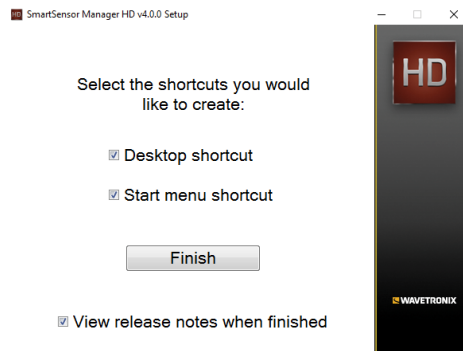 HD SmartSensor Manager HD v4.0.0 Setup
HD
Select the shortcuts you would
like to create:
Desktop shortcut
Start menu shortcut
Finish
WAVETRONIX
View release notes when finished